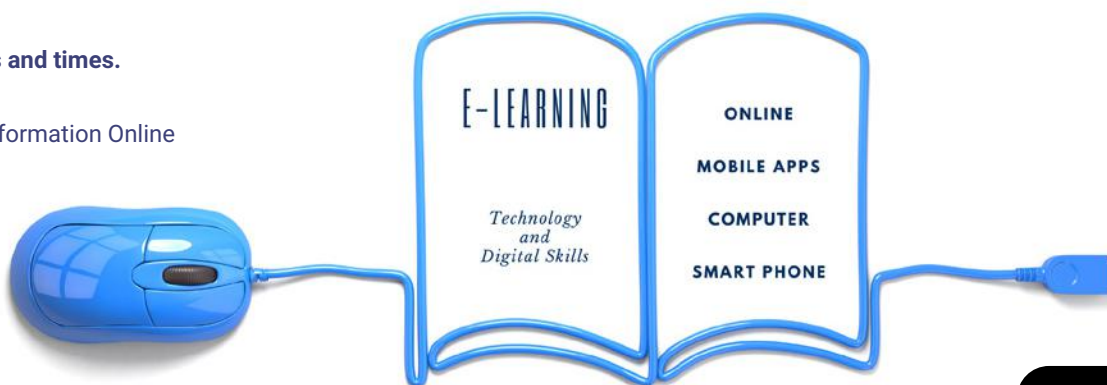 and times.
formation Online
E-LEARNING
Technology
and
Digital Skills
ONLINE
MOBILE APPS
COMPUTER
SMART PHONE